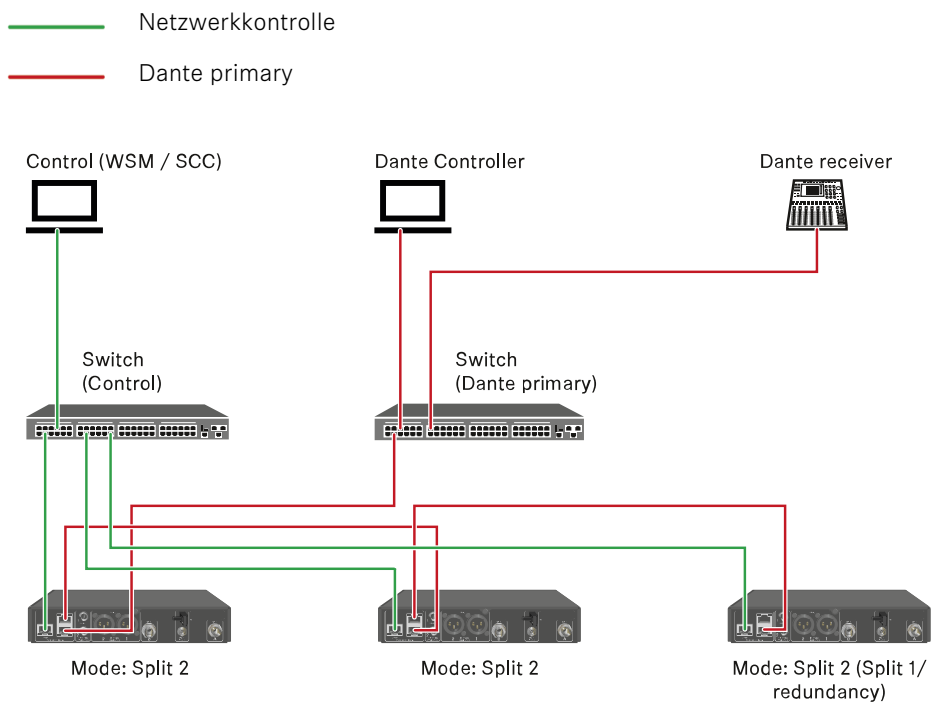 Netzwerkkontrolle
Dante primary
Control (WSM / SCC)
Dante Controller
Dante receiver
Switch
(Control)
Switch
(Dante primary)
Mode: Split 2
Mode: Split 2
Mode: Split 2 (Split 1/
redundancy)